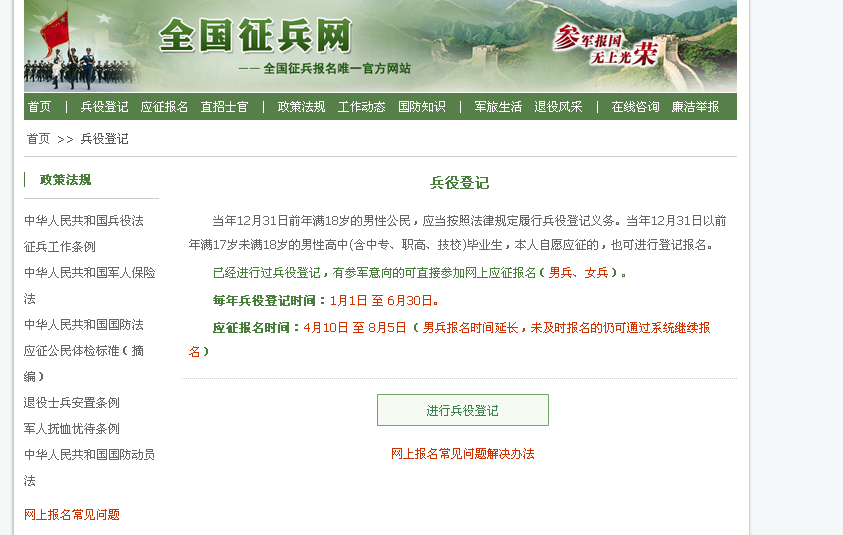 全国征兵网
—— 全国征兵报名唯一官方网站
参军报国
无上光荣
首页 | 兵役登记 应征报名 直招士官 | 政策法规 工作动态 国防知识 | 军旅生活 退役风采 | 在线咨询 廉洁举报
首页 >> 兵役登记
政策法规
中华人民共和国兵役法
征兵工作条例
中华人民共和国军人保险
法
中华人民共和国国防法
应征公民体检标准（摘
编）
退役士兵安置条例
军人抚恤优待条例
中华人民共和国国防动员
法
网上报名常见问题
兵役登记
当年12月31日前年满18岁的男性公民，应当按照法律规定履行兵役登记义务。当年12月31日以前
年满17岁未满18岁的男性高中(含中专、职高、技校)毕业生，本人自愿应征的，也可进行登记报名。
已经进行过兵役登记，有参军意向的可直接参加网上应征报名（男兵、女兵）。
每年兵役登记时间：1月1日 至 6月30日。
应征报名时间：4月10日 至 8月5日（男兵报名时间延长，未及时报名的仍可通过系统继续报
名）
进行兵役登记
网上报名常见问题解决办法